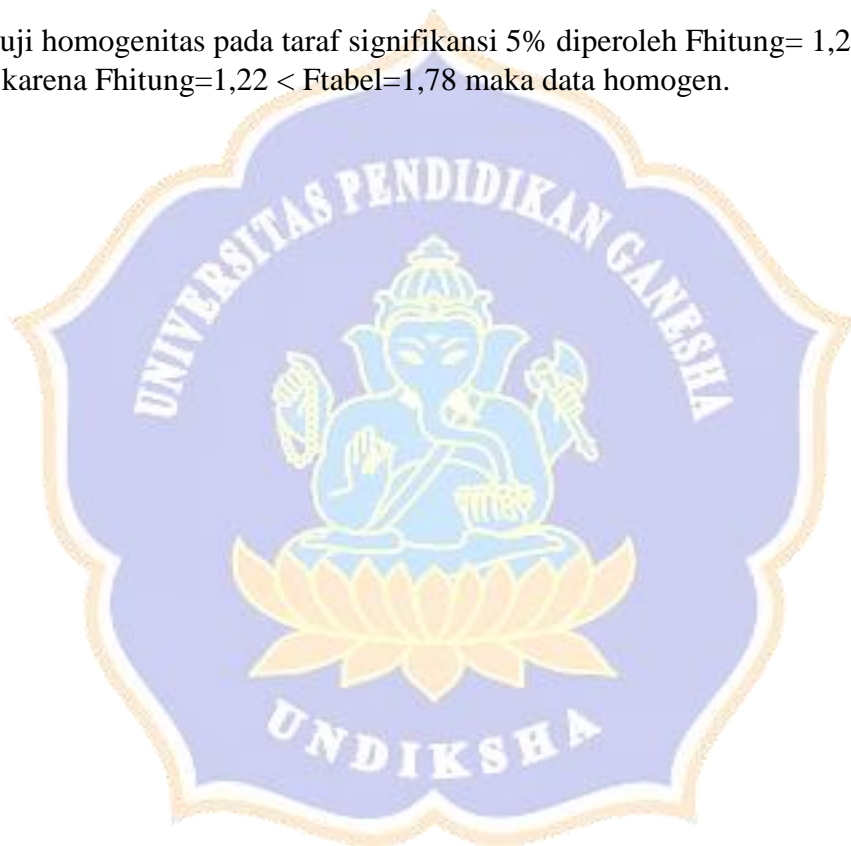 uji homogenitas pada taraf signifikansi 5% diperoleh Fhitung= 1,2
karena Fhitung=1,22 < Ftabel=1,78 maka data homogen.
UNIVERSITAS PENDIDIKAN GANESHA
UNDIKSHA